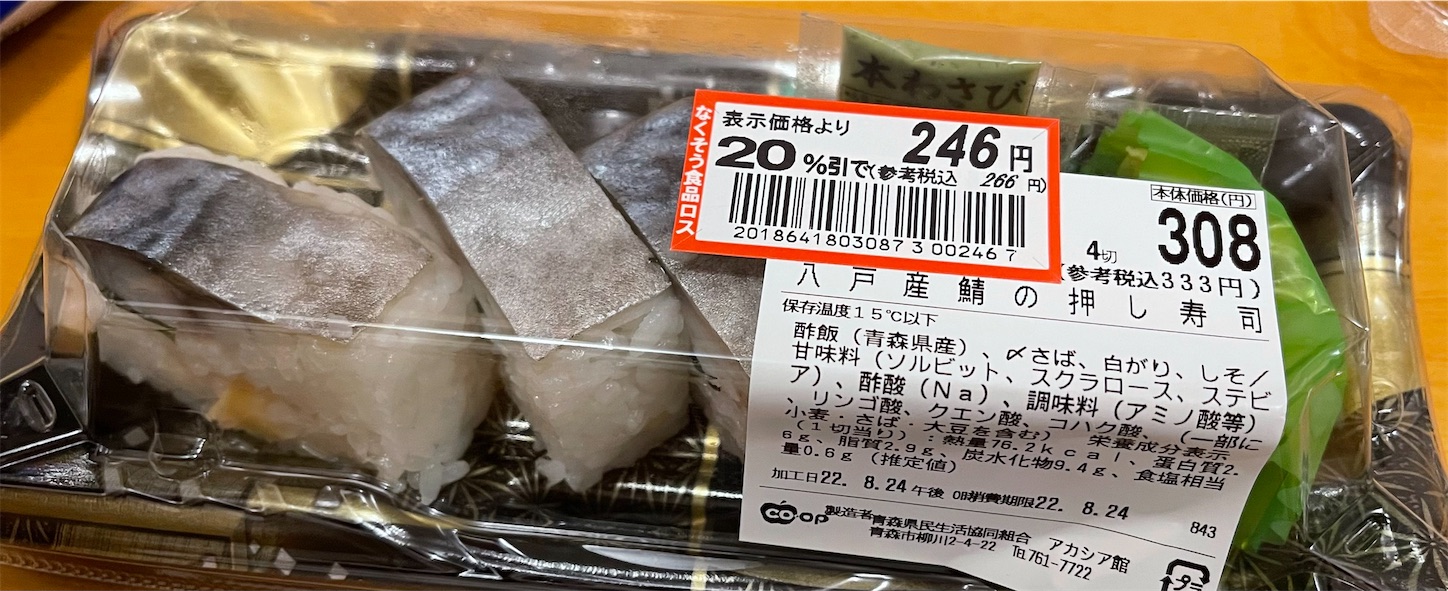 本わさび
なくそう食品ロス
表示価格より
246円
20%引で(参考税込 266円)
2018641803087300246 7
本体価格(円)
4切 308
(参考税込333円)
八戸産鯖の押し寿司
保存温度15℃以下
酢飯(青森県産)、〆さば、白がり、しそ/
甘味料(ソルビット、スクラロース、ステビ
ア)、酢酸(Na)、調味料(アミノ酸等)
、リンゴ酸、クエン酸、コハク酸、(一部に
小麦・さば・大豆を含む) 栄養成分表示
(1切当り):熱量76.2kcal、蛋白質2.
6g、脂質2.9g、炭水化物9.4g、食塩相当
量0.6g(推定値)
加工日22. 8.24午後 0時消費期限22. 8.24
843
CO・OP 製造者 青森県民生活協同組合 アカシア館
青森市柳川2-4-22 TEL761-7722
プラ